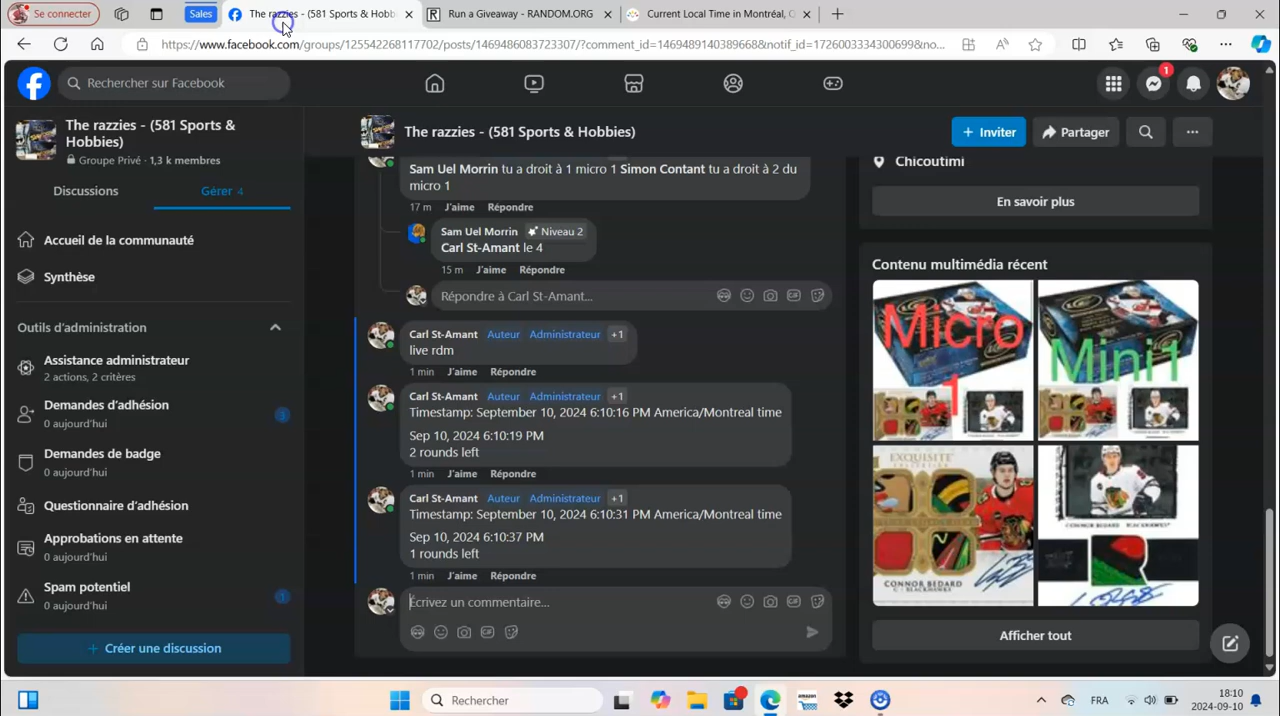 Se connecter
Sales
The razzies - (581 Sports & Hobb
Run a Giveaway - RANDOM.ORG
Current Local Time in Montréal, Q
https://www.facebook.com/groups/125542268117702/posts/1469486083723307/?comment_id=1469489140389668&notif_id=1726003334300699&no...
Rechercher sur Facebook
1
The razzies - (581 Sports &
Hobbies)
Groupe Privé · 1,3 k membres
Discussions
Gérer 4
Accueil de la communauté
Synthèse
Outils d'administration
Assistance administrateur
2 actions, 2 critères
Demandes d'adhésion
0 aujourd'hui
3
Demandes de badge
0 aujourd'hui
Questionnaire d'adhésion
Approbations en attente
0 aujourd'hui
Spam potentiel
0 aujourd'hui
1
+ Créer une discussion
The razzies - (581 Sports & Hobbies)
+ Inviter
Partager
Sam Uel Morrin tu a droit à 1 micro 1 Simon Contant tu a droit à 2 du
micro 1
17 m J'aime Répondre
Sam Uel Morrin Niveau 2
Carl St-Amant le 4
15 m J'aime Répondre
Répondre à Carl St-Amant...
Carl St-Amant Auteur Administrateur +1
live rdm
1 min J'aime Répondre
Carl St-Amant Auteur Administrateur +1
Timestamp: September 10, 2024 6:10:16 PM America/Montreal time
Sep 10, 2024 6:10:19 PM
2 rounds left
1 min J'aime Répondre
Carl St-Amant Auteur Administrateur +1
Timestamp: September 10, 2024 6:10:31 PM America/Montreal time
Sep 10, 2024 6:10:37 PM
1 rounds left
1 min J'aime Répondre
Écrivez un commentaire...
Chicoutimi
En savoir plus
Contenu multimédia récent
Micro
1
Mini1
EXQUISITE
CONNOR BEDARD
CONNOR BEDARD
Afficher tout
Rechercher
amazon
FRA
18:10
2024-09-10